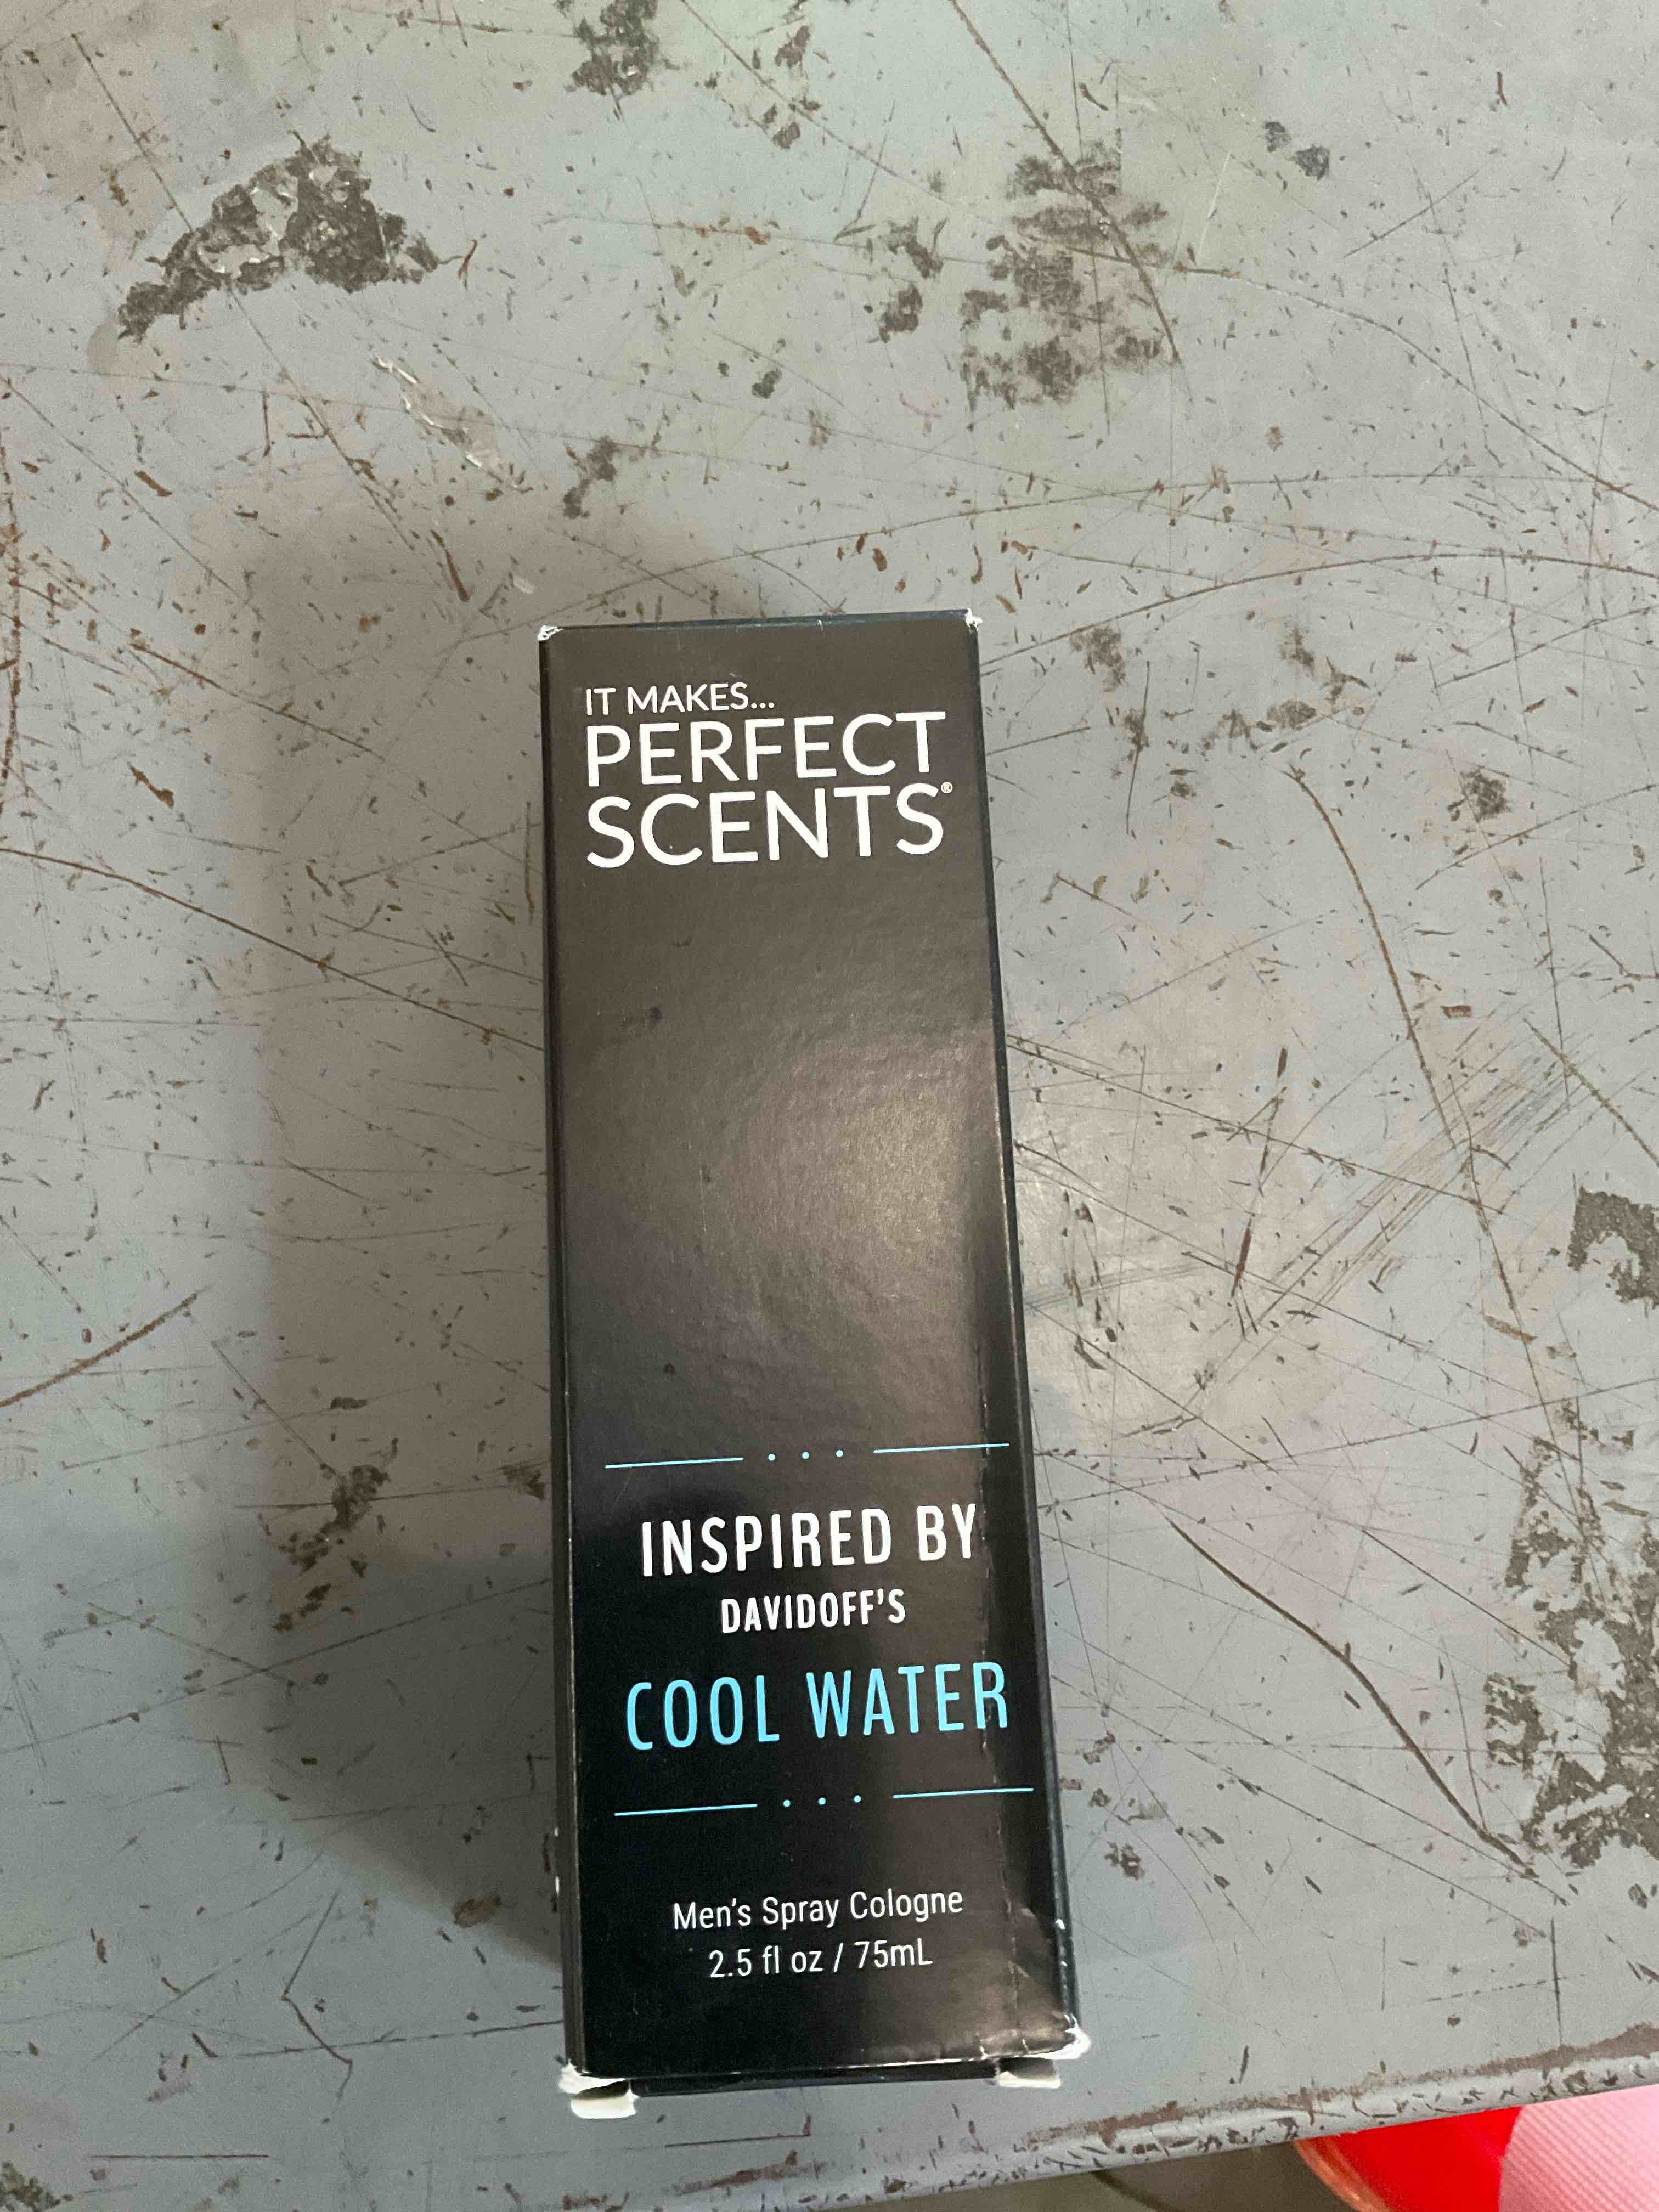 IT MAKES...
PERFECT
SCENTS®
INSPIRED BY
DAVIDOFF'S
COOL WATER
Men's Spray Cologne
2.5 fl oz / 75mL